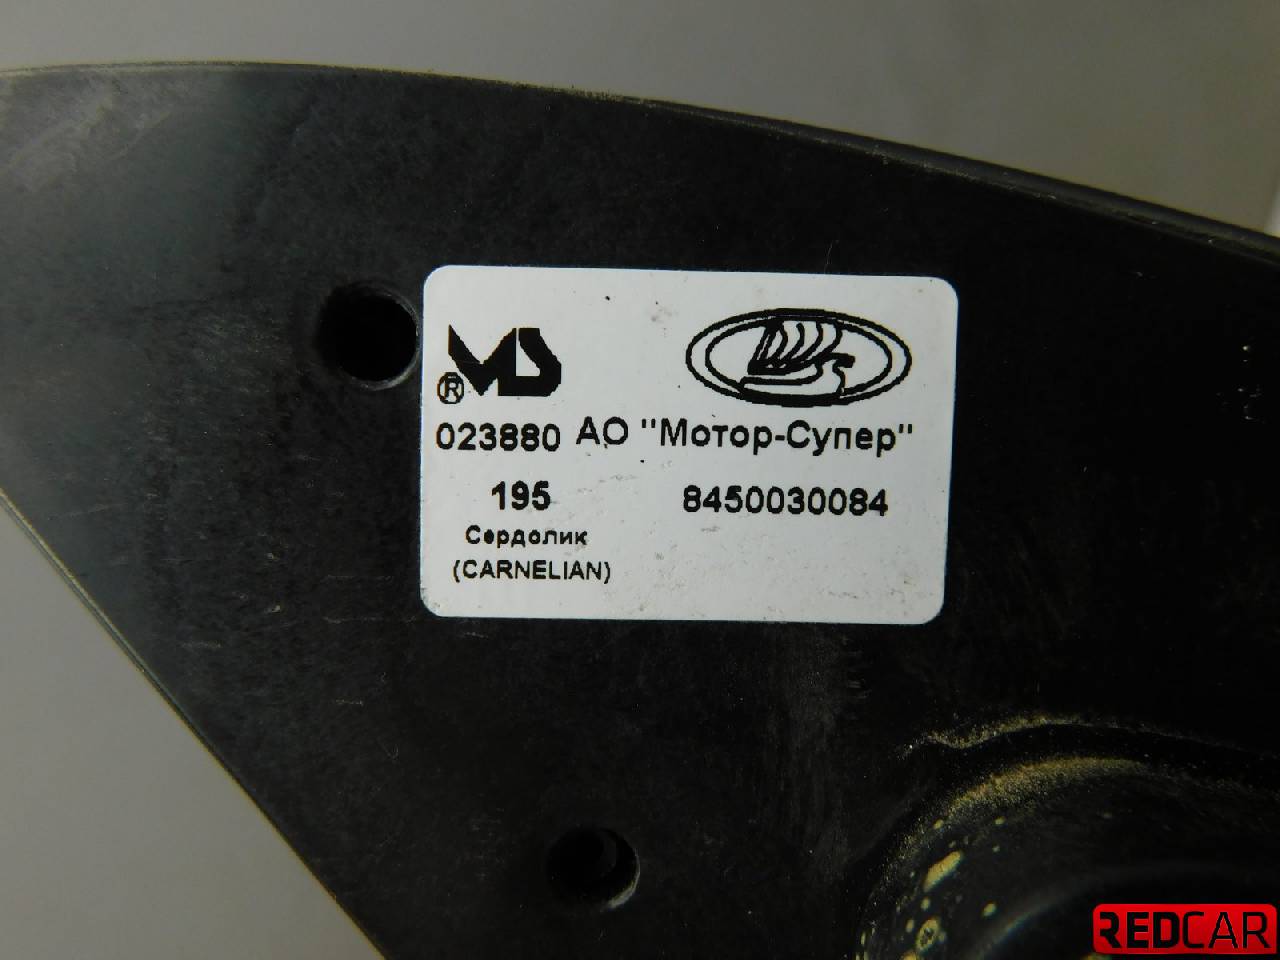 MS
®
023880 АО "Мотор-Супер"
195 8450030084
Сердолик
(CARNELIAN)
REDCAR